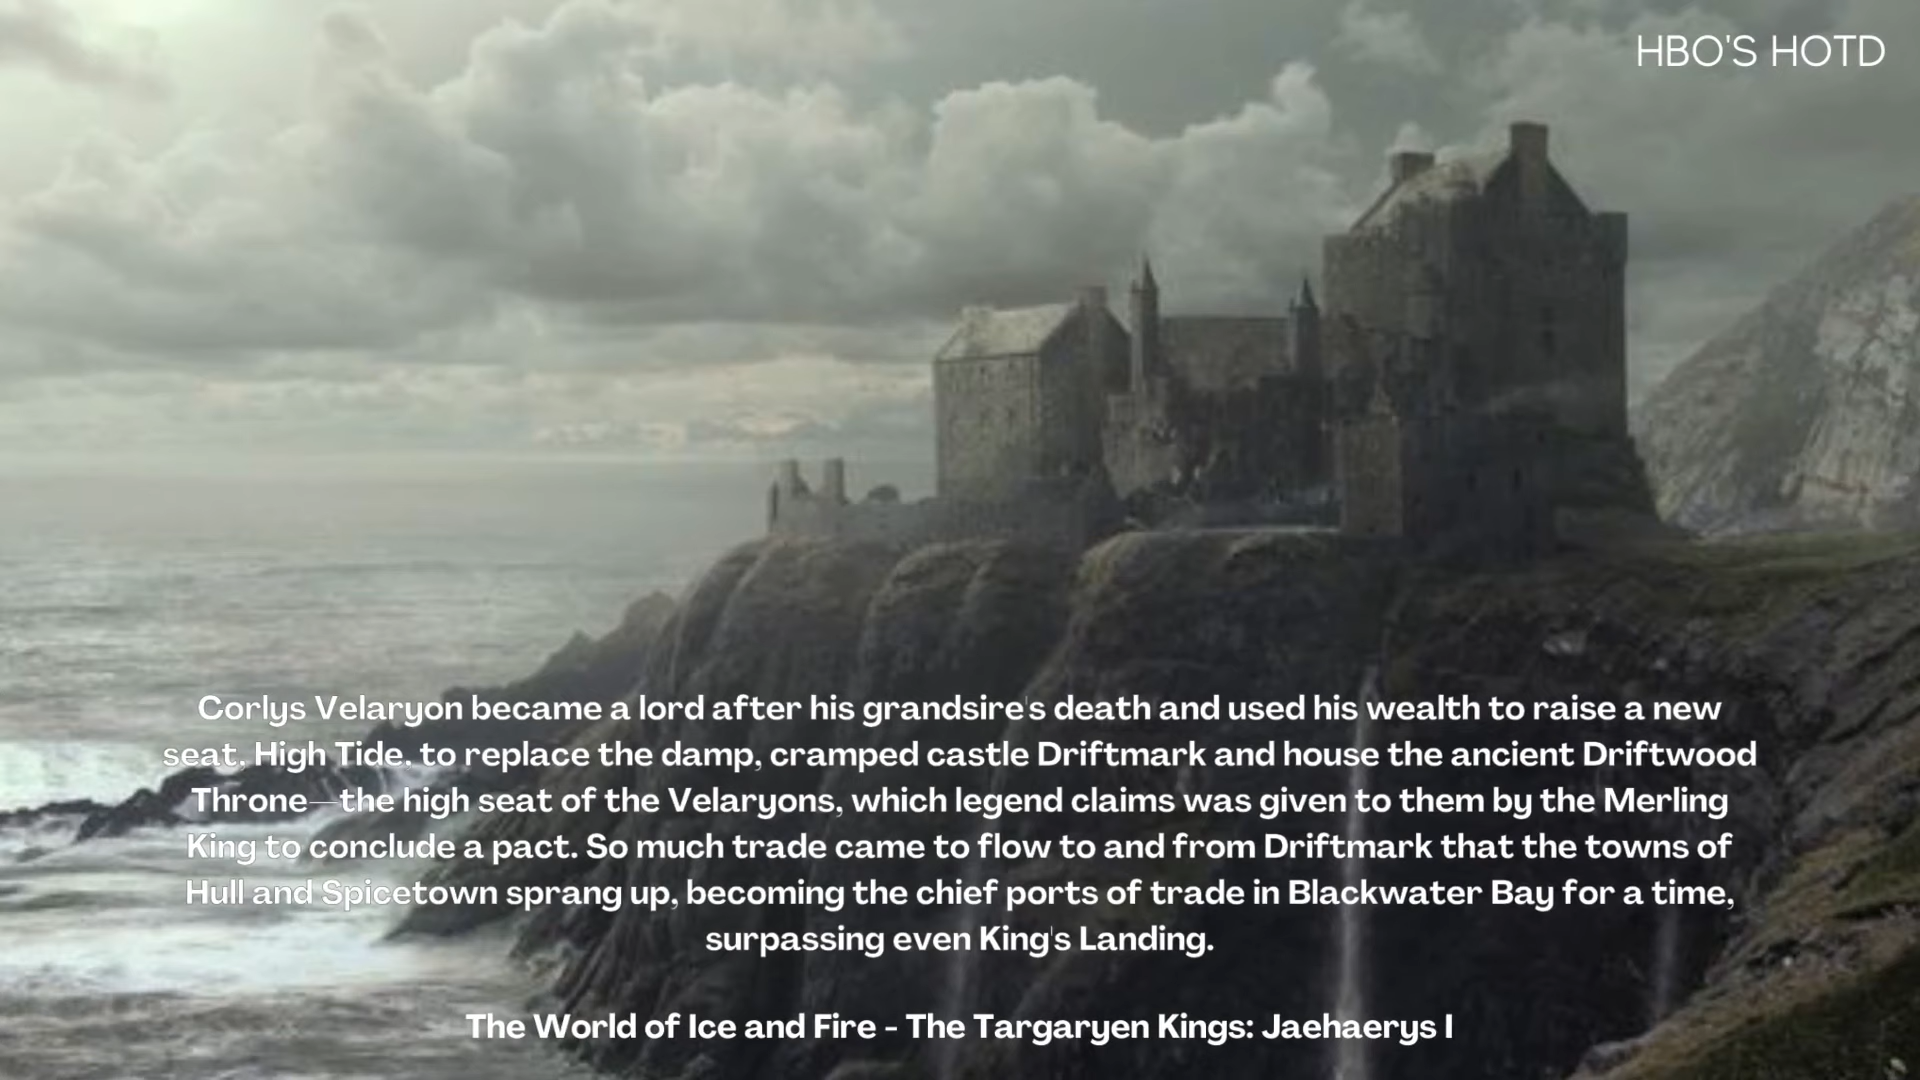 HBO'S HOTD
Corlys Velaryon became a lord after his grandsire's death and used his wealth to raise a new
seat, High Tide, to replace the damp, cramped castle Driftmark and house the ancient Driftwood
Throne—the high seat of the Velaryons, which legend claims was given to them by the Merling
King to conclude a pact. So much trade came to flow to and from Driftmark that the towns of
Hull and Spicetown sprang up, becoming the chief ports of trade in Blackwater Bay for a time,
surpassing even King's Landing.
The World of Ice and Fire - The Targaryen Kings: Jaehaerys I